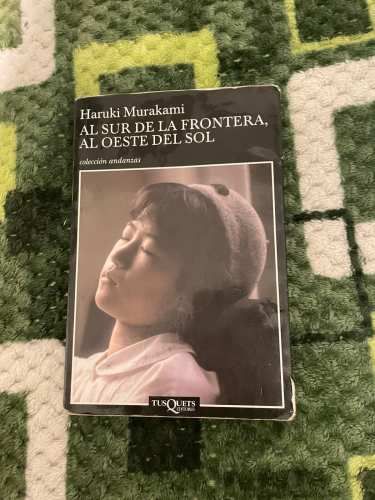 Haruki Murakami
AL SUR DE LA FRONTERA,
AL OESTE DEL SOL
colección andanzas
TUSQUETS
EDITORES